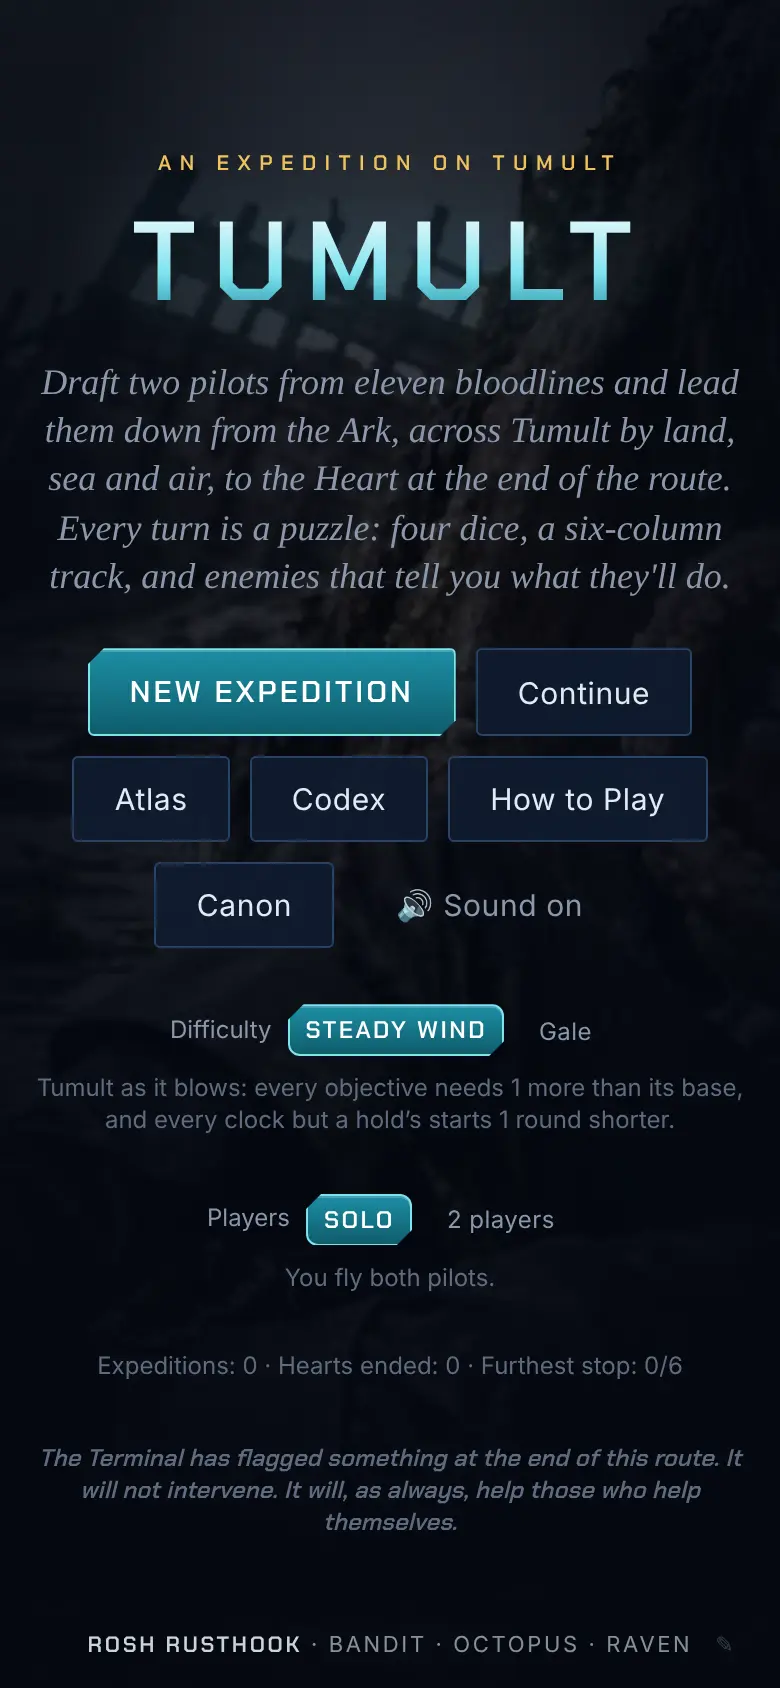 AN EXPEDITION ON TUMULT
TUMULT
Draft two pilots from eleven bloodlines and lead
them down from the Ark, across Tumult by land,
sea and air, to the Heart at the end of the route.
Every turn is a puzzle: four dice, a six-column
track, and enemies that tell you what they'll do.
NEW EXPEDITION
Continue
Atlas
Codex
How to Play
Canon
🔊 Sound on
Difficulty STEADY WIND Gale
Tumult as it blows: every objective needs 1 more than its base,
and every clock but a hold’s starts 1 round shorter.
Players SOLO 2 players
You fly both pilots.
Expeditions: 0 · Hearts ended: 0 · Furthest stop: 0/6
The Terminal has flagged something at the end of this route. It
will not intervene. It will, as always, help those who help
themselves.
ROSH RUSTHOOK · BANDIT · OCTOPUS · RAVEN ✎